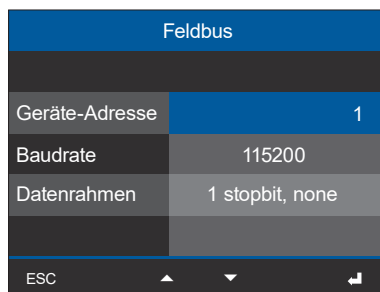 Feldbus
Geräte-Adresse 1
Baudrate 115200
Datenrahmen 1 stopbit, none
ESC